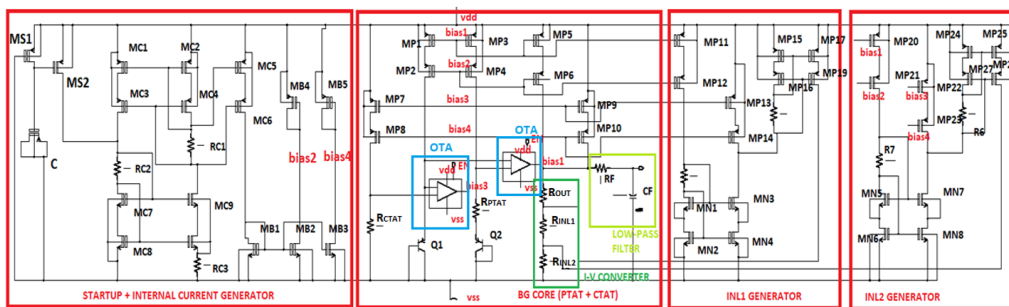 MS1
MS2
C
MC1
MC2
MC3
MC4
MC5
MC6
RC1
RC2
MC7
MC8
MC9
RC3
MB1
MB2
MB3
MB4
MB5
bias2
bias4
STARTUP + INTERNAL CURRENT GENERATOR
vdd
MP1
bias1
MP3
MP5
MP2
bias2
MP4
MP6
MP7
bias3
MP9
MP8
bias4
MP10
OTA
EN
vdd
bias3
vss
OTA
EN
vdd
bias1
vss
RCTAT
RPTAT
Q1
Q2
ROUT
RINL1
RINL2
RF
CF
LOW-PASS
FILTER
I-V CONVERTER
vss
BG CORE (PTAT + CTAT)
MP11
MP12
MP13
MP14
MP15
MP16
MP17
MP19
MN1
MN2
MN3
MN4
INL1 GENERATOR
MP20
bias1
MP21
bias2
MP22
bias3
MP23
bias4
MP24
MP25
MP27
R6
R7
MN5
MN6
MN7
MN8
INL2 GENERATOR